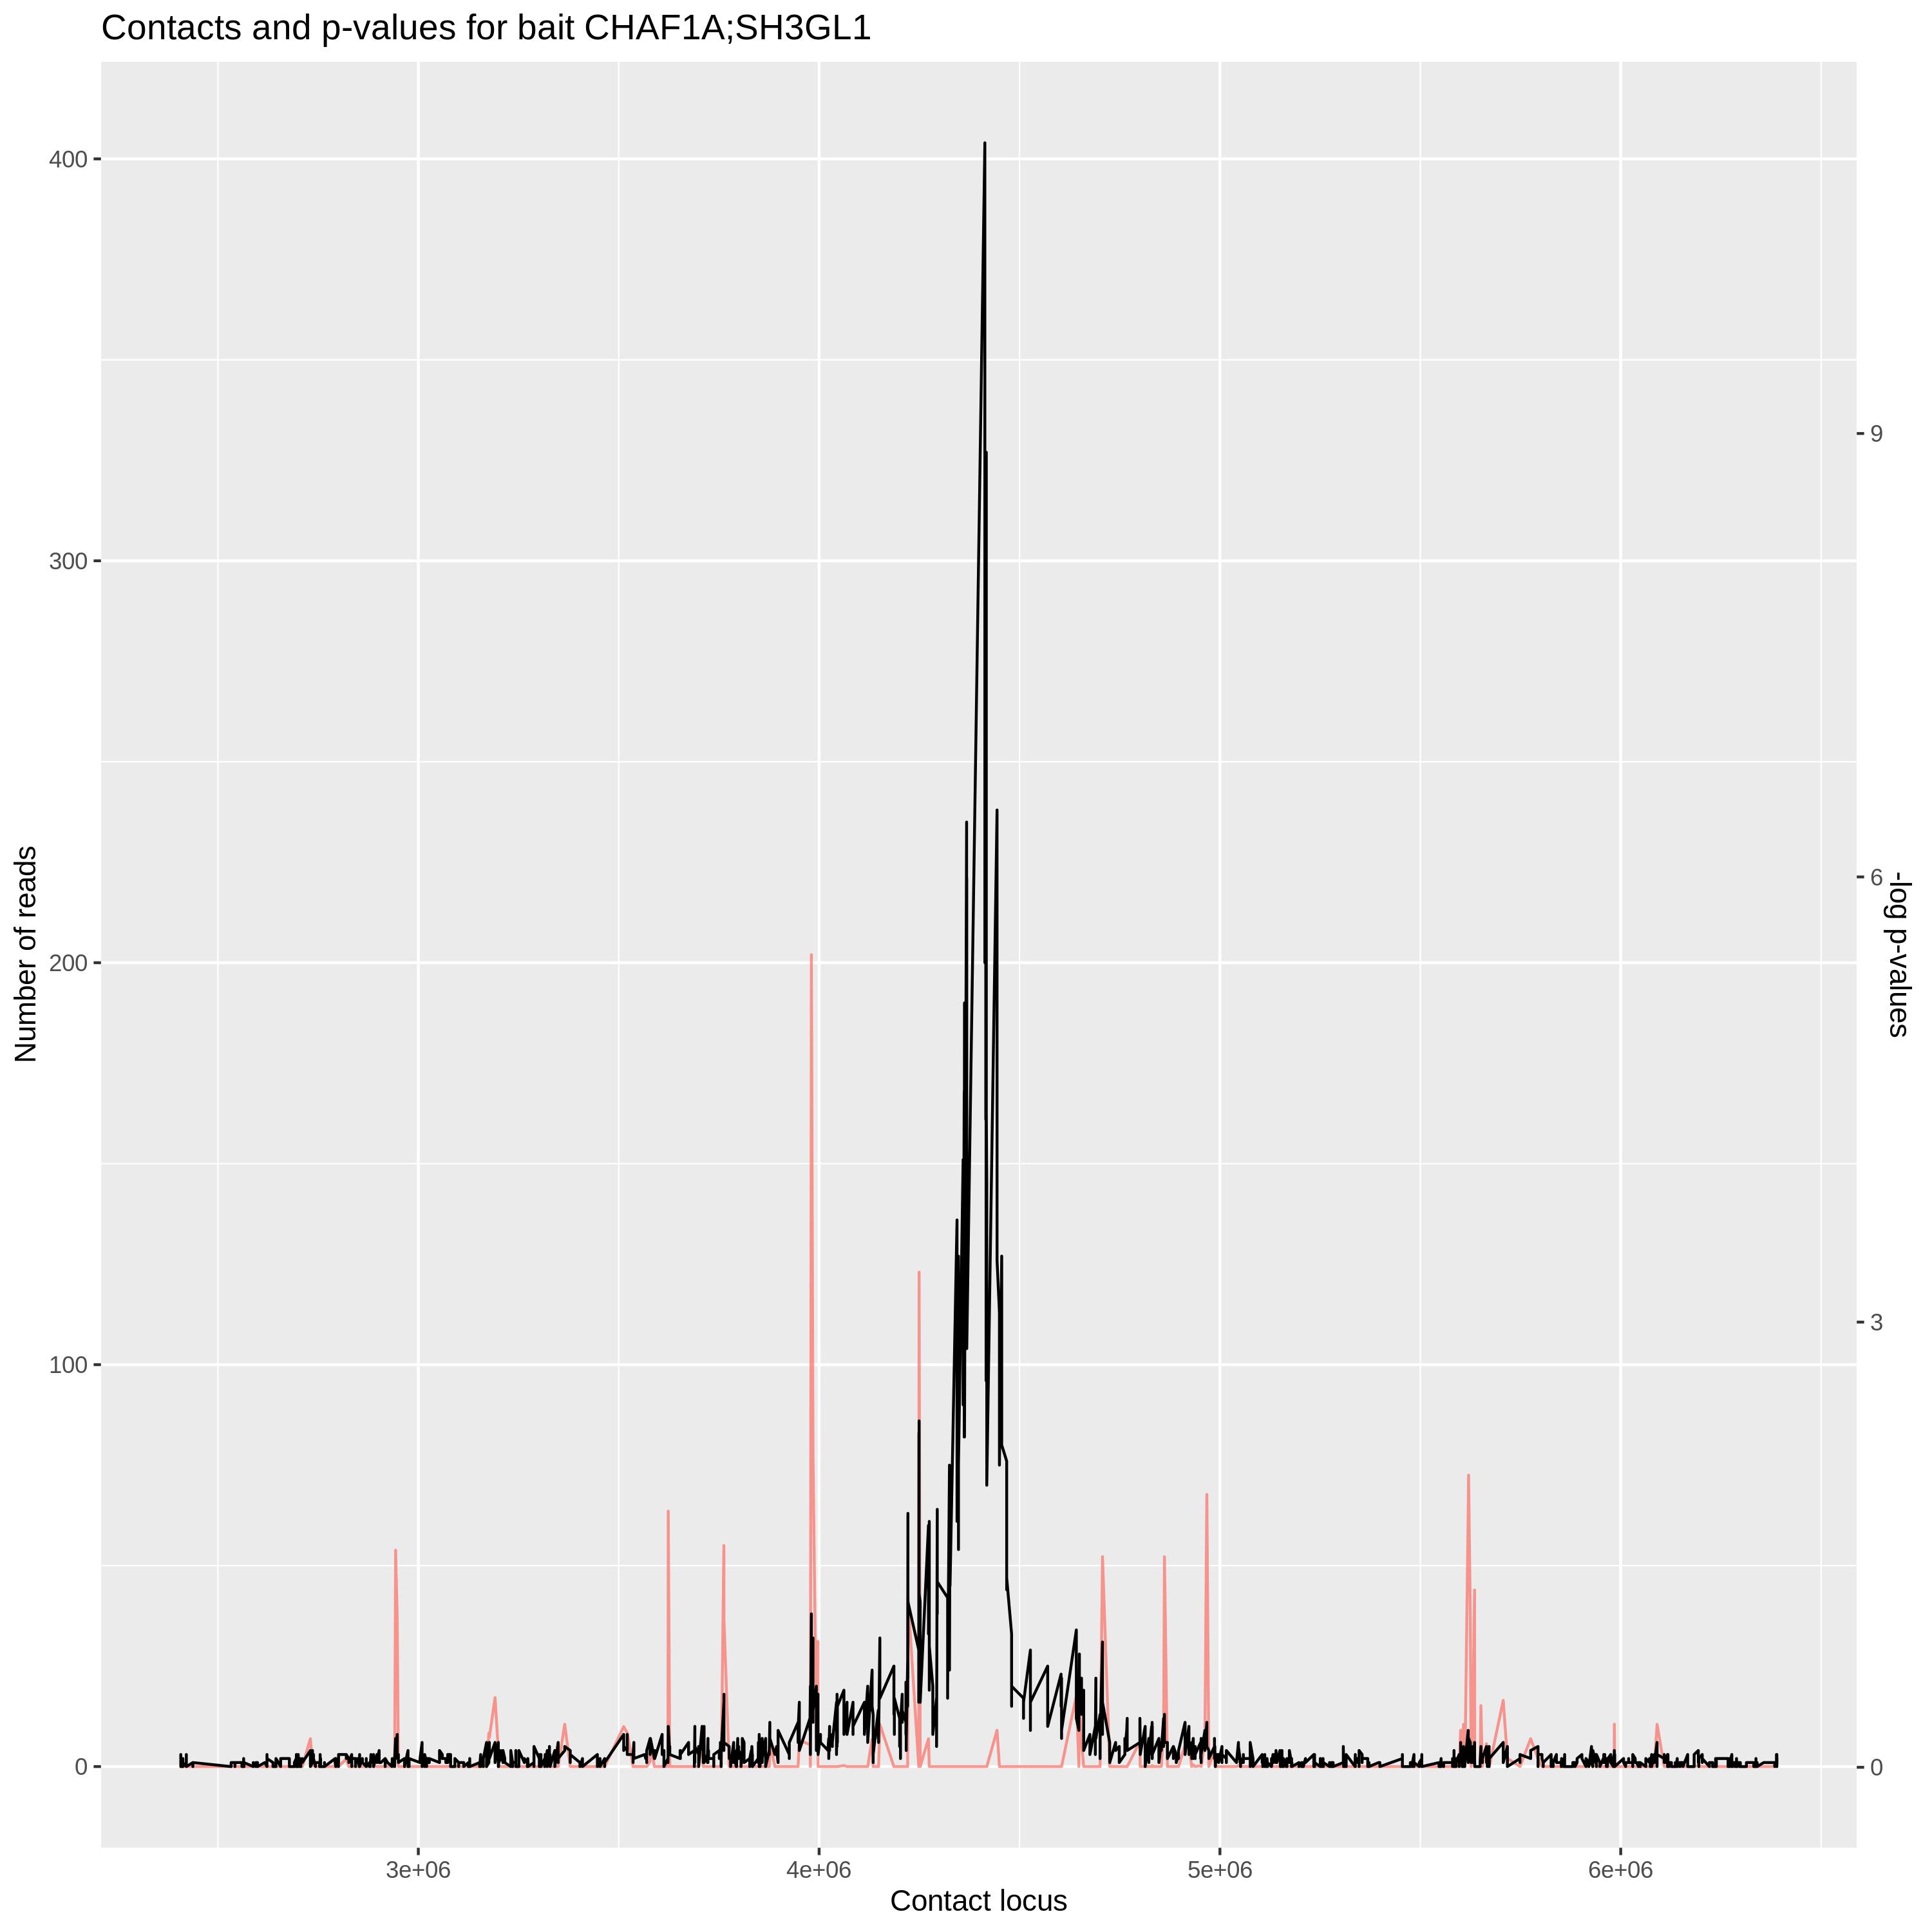 Contacts and p-values for bait CHAF1A;SH3GL1
400
300
200
100
0
Number of reads
9
6
3
0
-log p-values
3e+06
4e+06
5e+06
6e+06
Contact locus